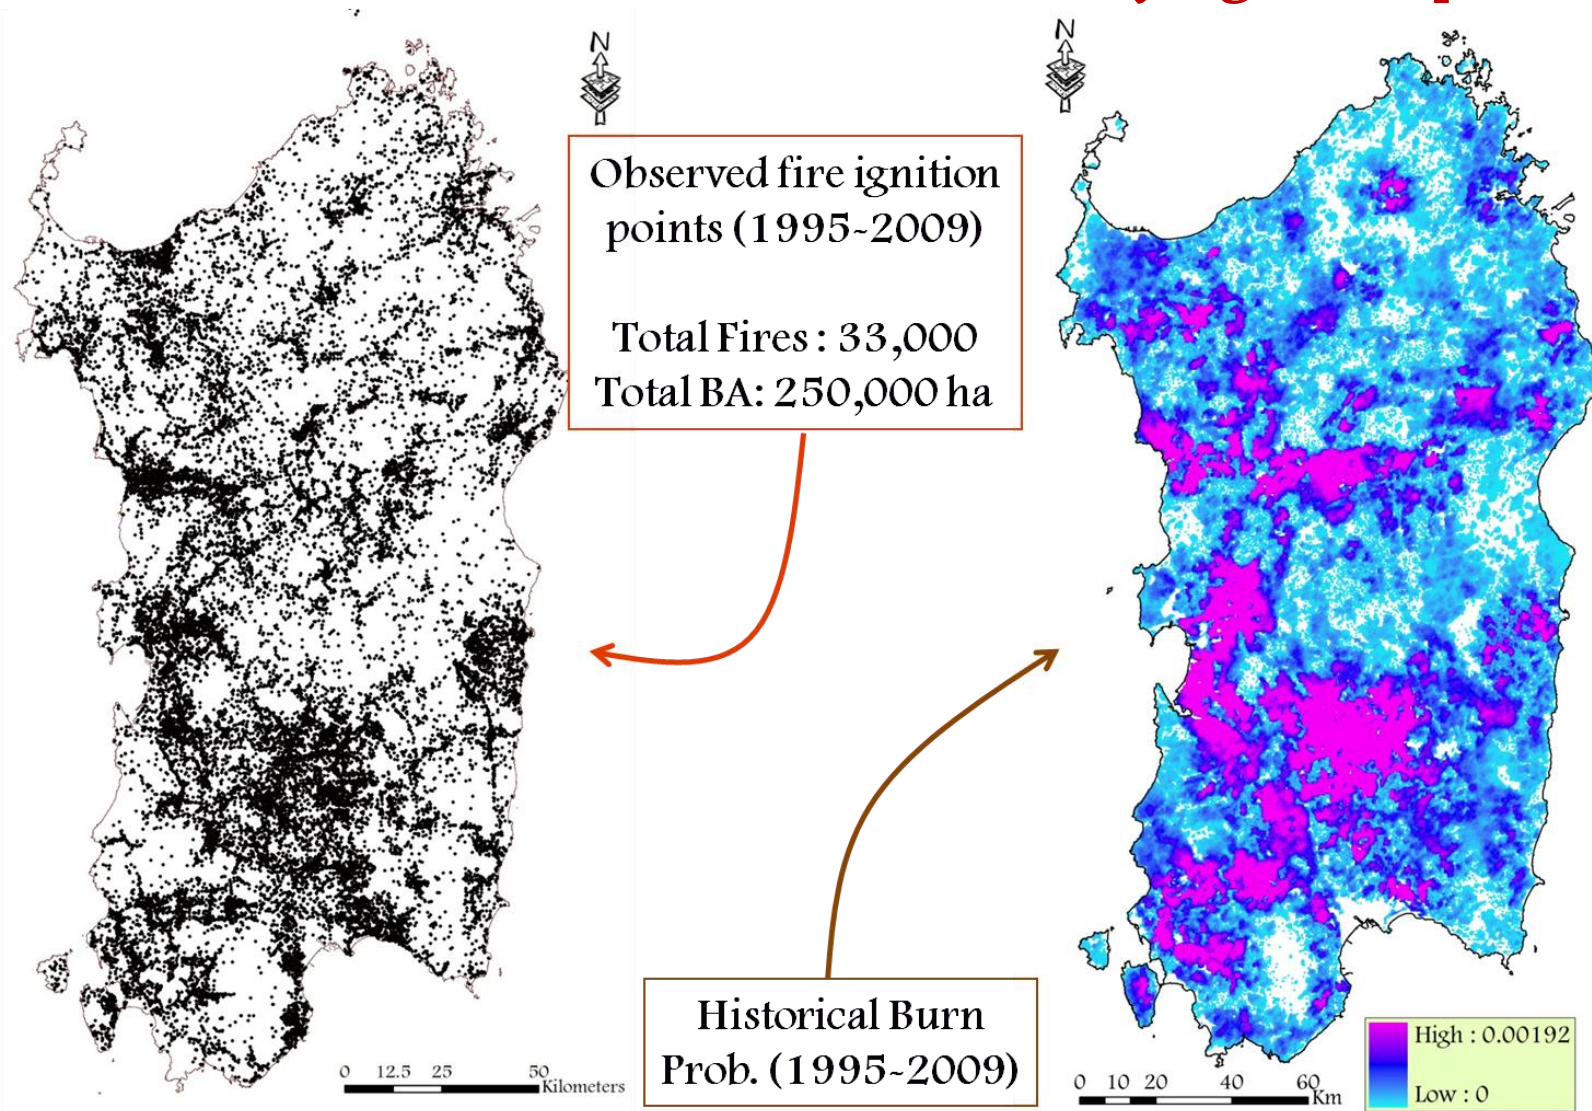 N
N
Observed fire ignition
points (1995-2009)
Total Fires : 33,000
Total BA: 250,000 ha
Historical Burn
Prob. (1995-2009)
0 12.5 25 50
Kilometers
0 10 20 40 60
Km
High : 0.00192
Low : 0